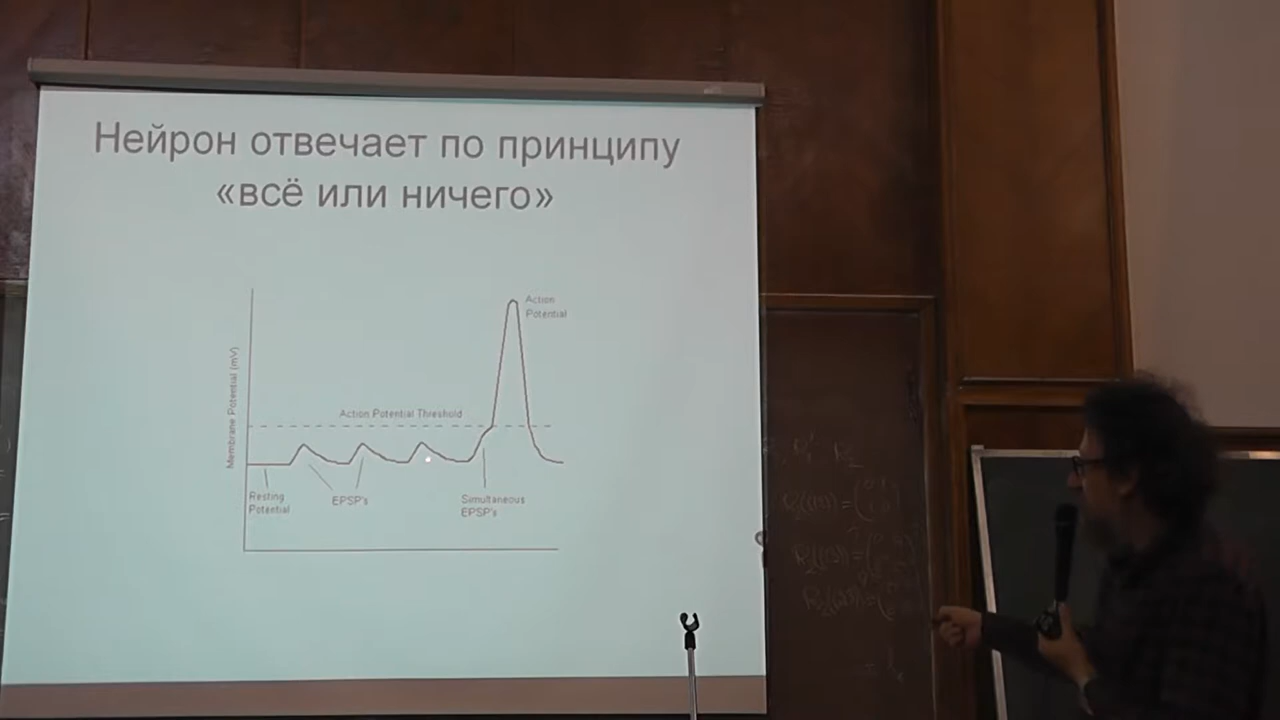 Нейрон отвечает по принципу
«всё или ничего»
Action
Potential
Membrane Potential (mV)
Action Potential Threshold
Resting
Potential
EPSP's
Simultaneous
EPSP's